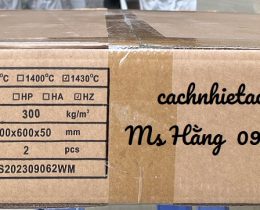 ℃ ☐1400℃ ☑1430℃
☐HP ☐HA ☑HZ
300 kg/m³
00x600x50 mm
2 pcs
S202309062WM
cachnhietac
Ms Hằng 09